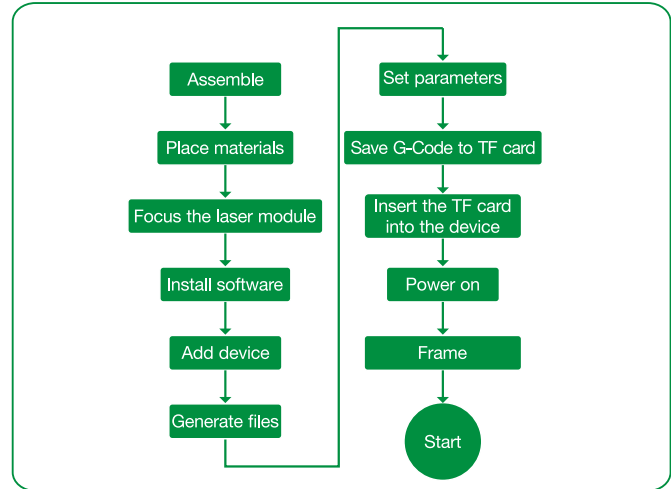 Assemble
Place materials
Focus the laser module
Install software
Add device
Generate files
Set parameters
Save G-Code to TF card
Insert the TF card
into the device
Power on
Frame
Start